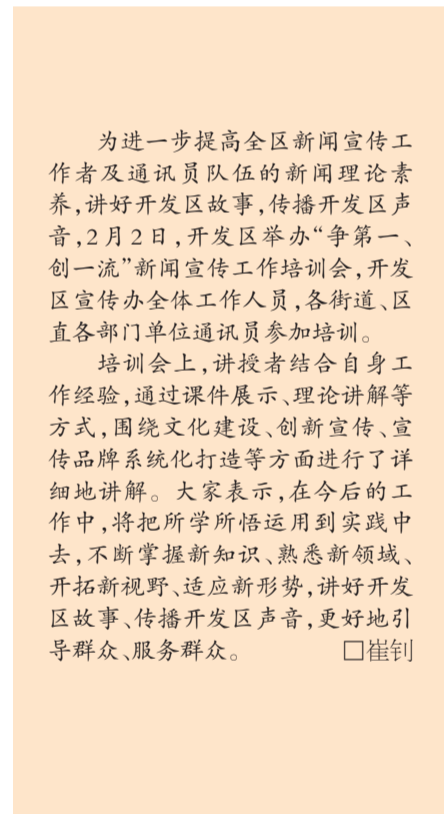 为进一步提高全区新闻宣传工
作者及通讯员队伍的新闻理论素
养,讲好开发区故事,传播开发区声
音,2月2日,开发区举办“争第一、
创一流”新闻宣传工作培训会,开发
区宣传办全体工作人员,各街道、区
直各部门单位通讯员参加培训。
培训会上,讲授者结合自身工
作经验,通过课件展示、理论讲解等
方式,围绕文化建设、创新宣传、宣
传品牌系统化打造等方面进行了详
细地讲解。大家表示,在今后的工
作中,将把所学所悟运用到实践中
去,不断掌握新知识、熟悉新领域、
开拓新视野、适应新形势,讲好开发
区故事、传播开发区声音,更好地引
导群众、服务群众。 □崔钊